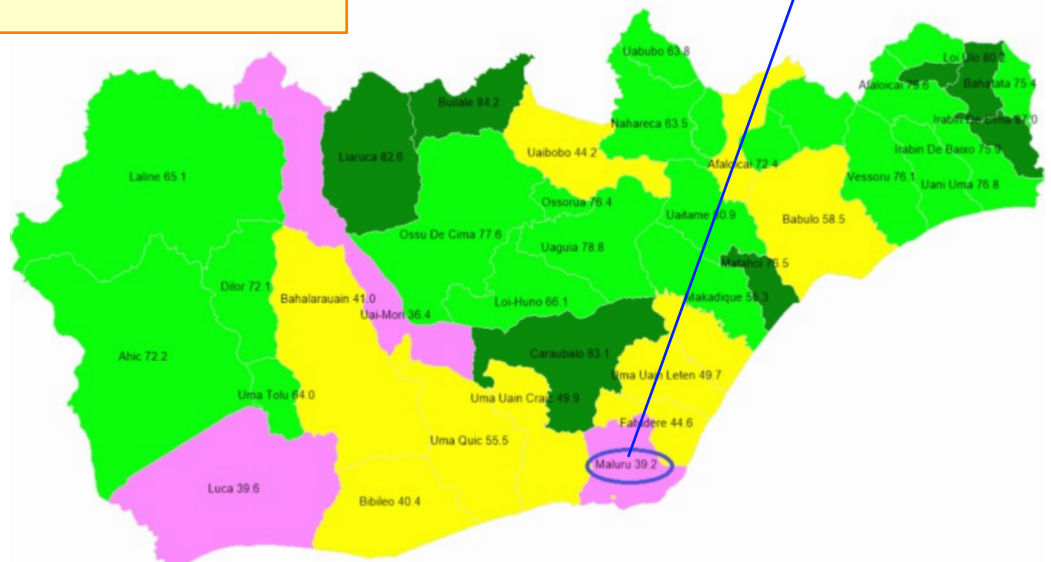 Uabubo 63.8
Loi Ulo 80.2
Afaloicai 79.6
Bahatata 75.4
Builale 84.2
Nahareca 63.5
Irabin De Cima 87.0
Liaruca 82.6
Uaibobo 44.2
Afaloicai 72.4
Irabin De Baixo 75.9
Laline 65.1
Vessoru 76.1
Uani Uma 76.8
Ossorua 76.4
Uaitame 80.9
Babulo 58.5
Ossu De Cima 77.6
Uaguia 78.8
Matahoi 76.5
Dilor 72.1
Bahalarauain 41.0
Loi-Huno 66.1
Makadique 56.3
Uai-Mori 36.4
Ahic 72.2
Caraubalo 83.1
Uma Uain Leten 49.7
Uma Tolu 64.0
Uma Uain Craic 49.9
Fatudere 44.6
Uma Quic 55.5
Maluru 39.2
Luca 39.6
Bibileo 40.4